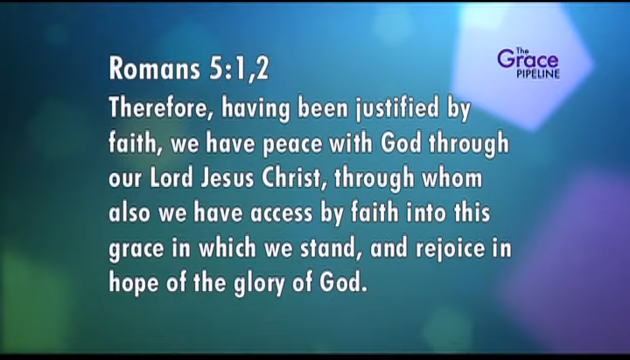 The
Grace
PIPELINE
Romans 5:1,2
Therefore, having been justified by
faith, we have peace with God through
our Lord Jesus Christ, through whom
also we have access by faith into this
grace in which we stand, and rejoice in
hope of the glory of God.